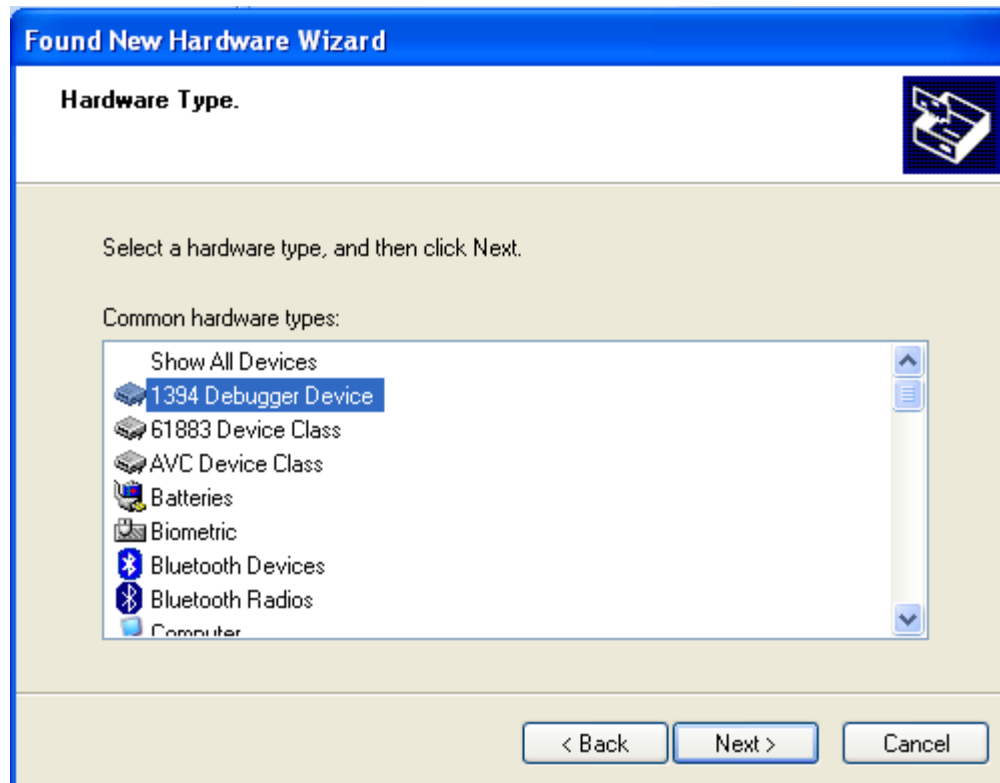 Found New Hardware Wizard
Hardware Type.
Select a hardware type, and then click Next.
Common hardware types:
Show All Devices
1394 Debugger Device
61883 Device Class
AVC Device Class
Batteries
Biometric
Bluetooth Devices
Bluetooth Radios
Computer
< Back Next > Cancel